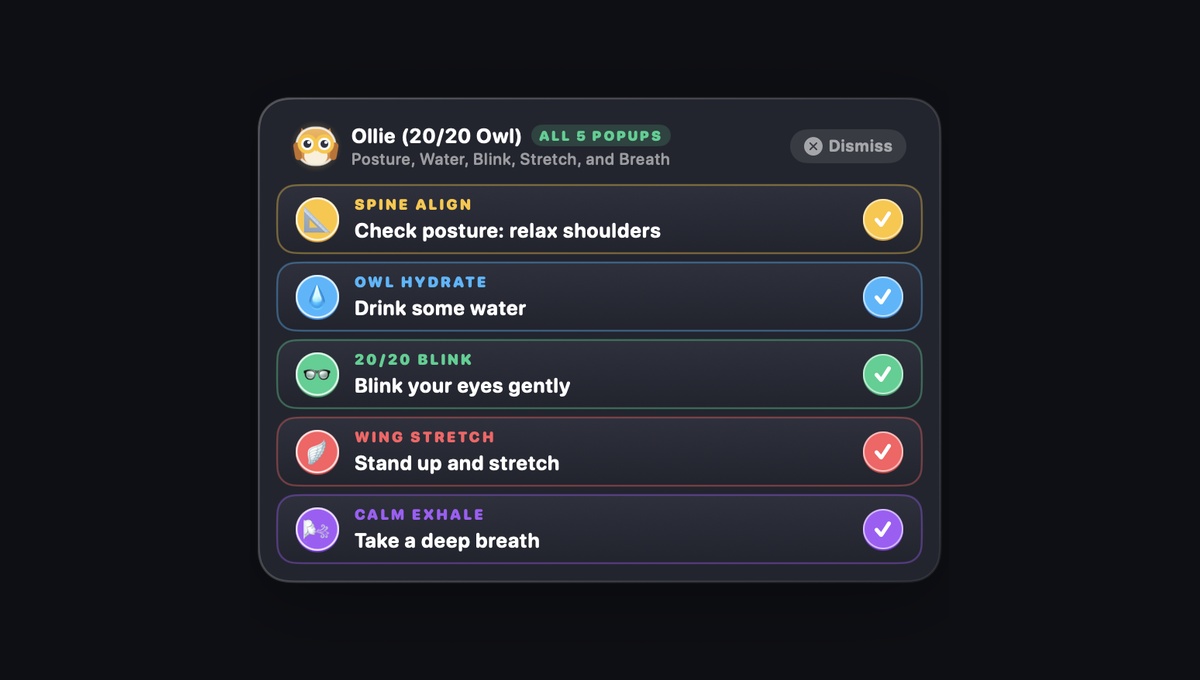 Ollie (20/20 Owl) ALL 5 POPUPS
Posture, Water, Blink, Stretch, and Breath
Dismiss
SPINE ALIGN
Check posture: relax shoulders
OWL HYDRATE
Drink some water
20/20 BLINK
Blink your eyes gently
WING STRETCH
Stand up and stretch
CALM EXHALE
Take a deep breath